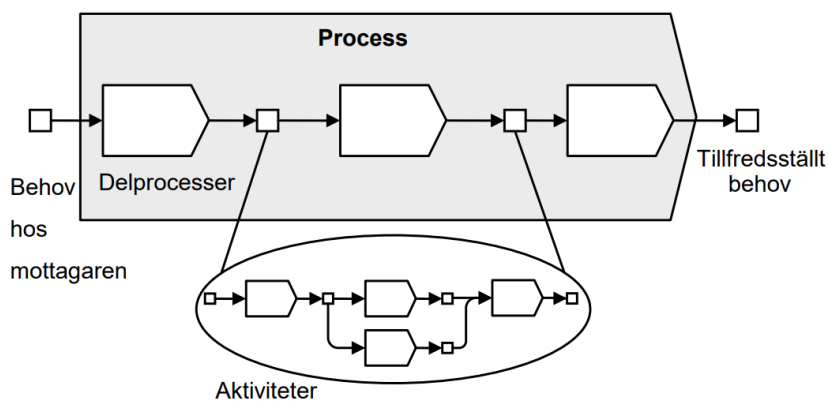 Process
Delprocesser
Behov
hos
mottagaren
Tillfredsställt
behov
Aktiviteter